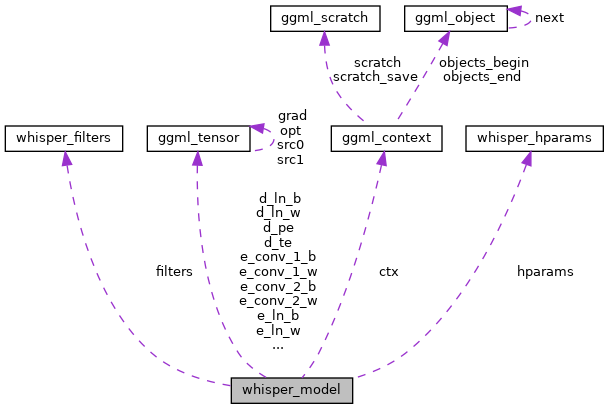 ggml_scratch
ggml_object
next
scratch
scratch_save
objects_begin
objects_end
whisper_filters
ggml_tensor
grad
opt
src0
src1
ggml_context
whisper_hparams
filters
d_ln_b
d_ln_w
d_pe
d_te
e_conv_1_b
e_conv_1_w
e_conv_2_b
e_conv_2_w
e_ln_b
e_ln_w
...
ctx
hparams
whisper_model